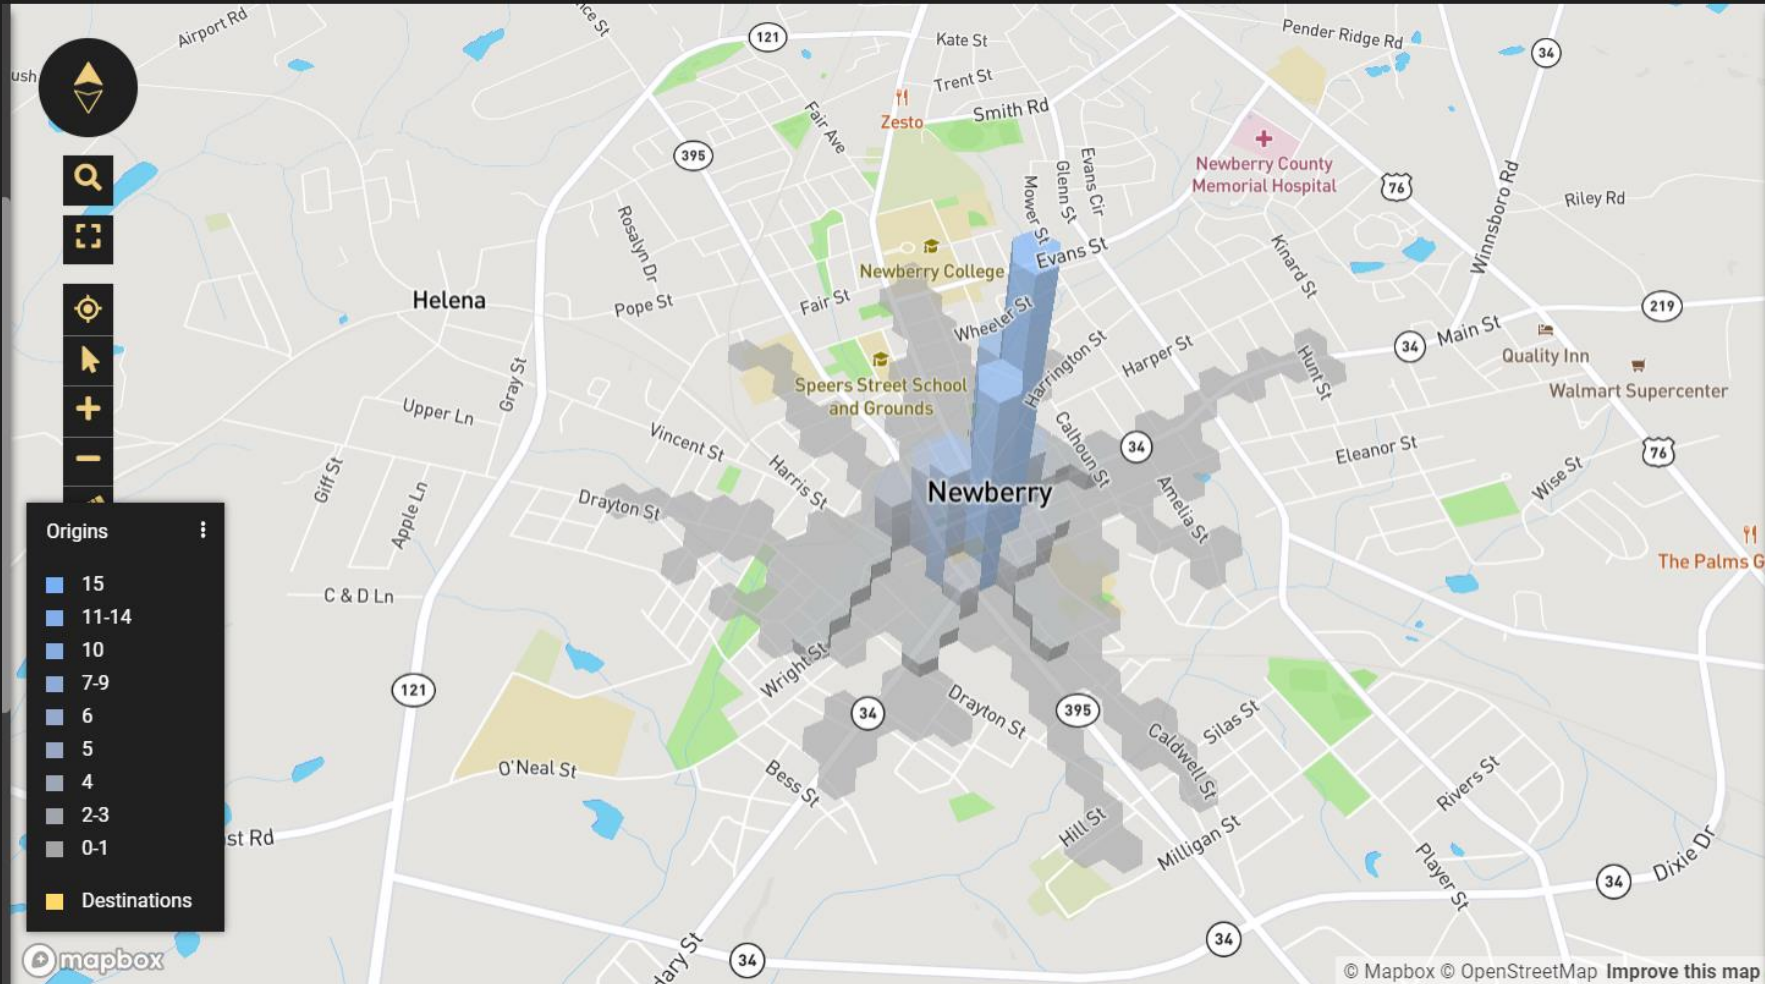 Airport Rd
121
Kate St
Pender Ridge Rd
34
ush
Trent St
Zesto
Smith Rd
Fair Ave
395
Newberry County
Memorial Hospital
76
Evans Cir
Glenn St
Mower St
Winnsboro Rd
Riley Rd
Rosalyn Dr
Evans St
Newberry College
Kinard St
Helena
Pope St
Fair St
Wheeler St
219
34
Main St
Harrington St
Harper St
Hunt St
Quality Inn
Walmart Supercenter
Gray St
Speers Street School
and Grounds
Upper Ln
Vincent St
Calhoun St
34
Eleanor St
76
Giff St
Harris St
Wise St
Drayton St
Newberry
Amelia St
Apple Ln
The Palms G
C & D Ln
Origins
15
11-14
10
7-9
6
5
4
2-3
0-1
Destinations
121
Wright St
34
Drayton St
395
Silas St
Caldwell St
O'Neal St
Bess St
Rivers St
st Rd
Hill St
Milligan St
Player St
Dixie Dr
34
34
34
mapbox
© Mapbox © OpenStreetMap Improve this map